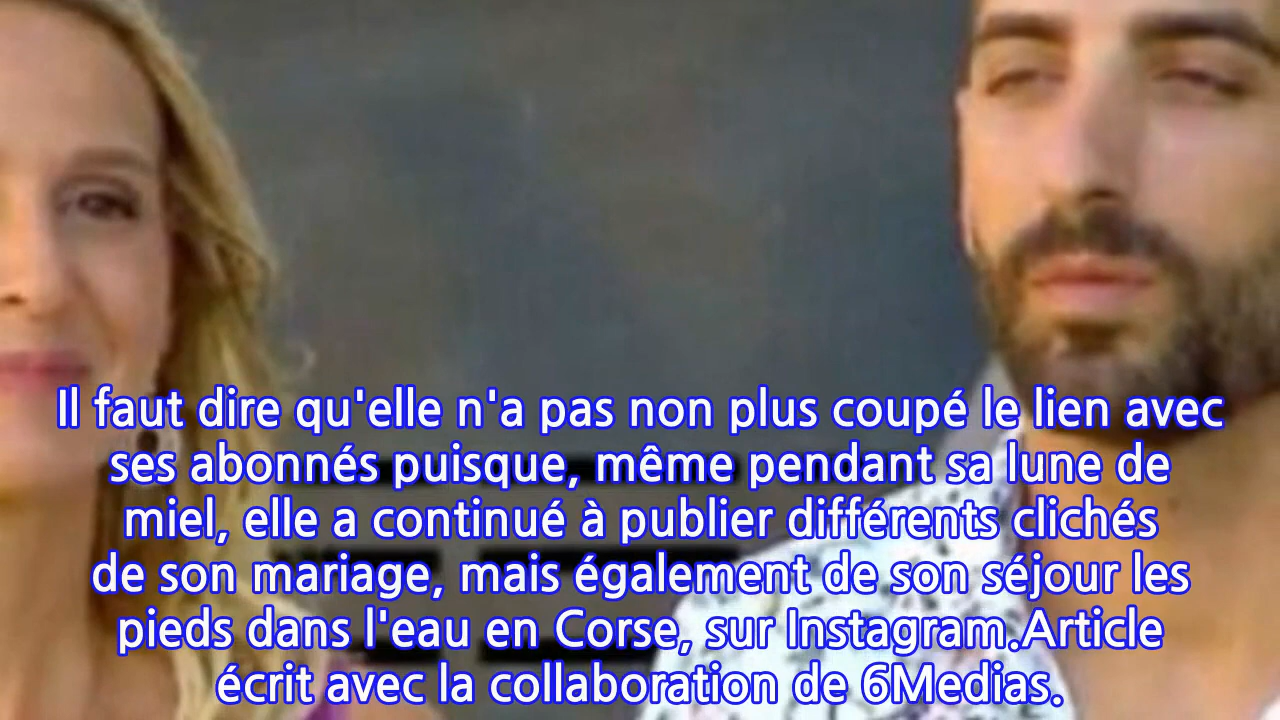 Il faut dire qu'elle n'a pas non plus coupé le lien avec
ses abonnés puisque, même pendant sa lune de
miel, elle a continué à publier différents clichés
de son mariage, mais également de son séjour les
pieds dans l'eau en Corse, sur Instagram.Article
écrit avec la collaboration de 6Medias.